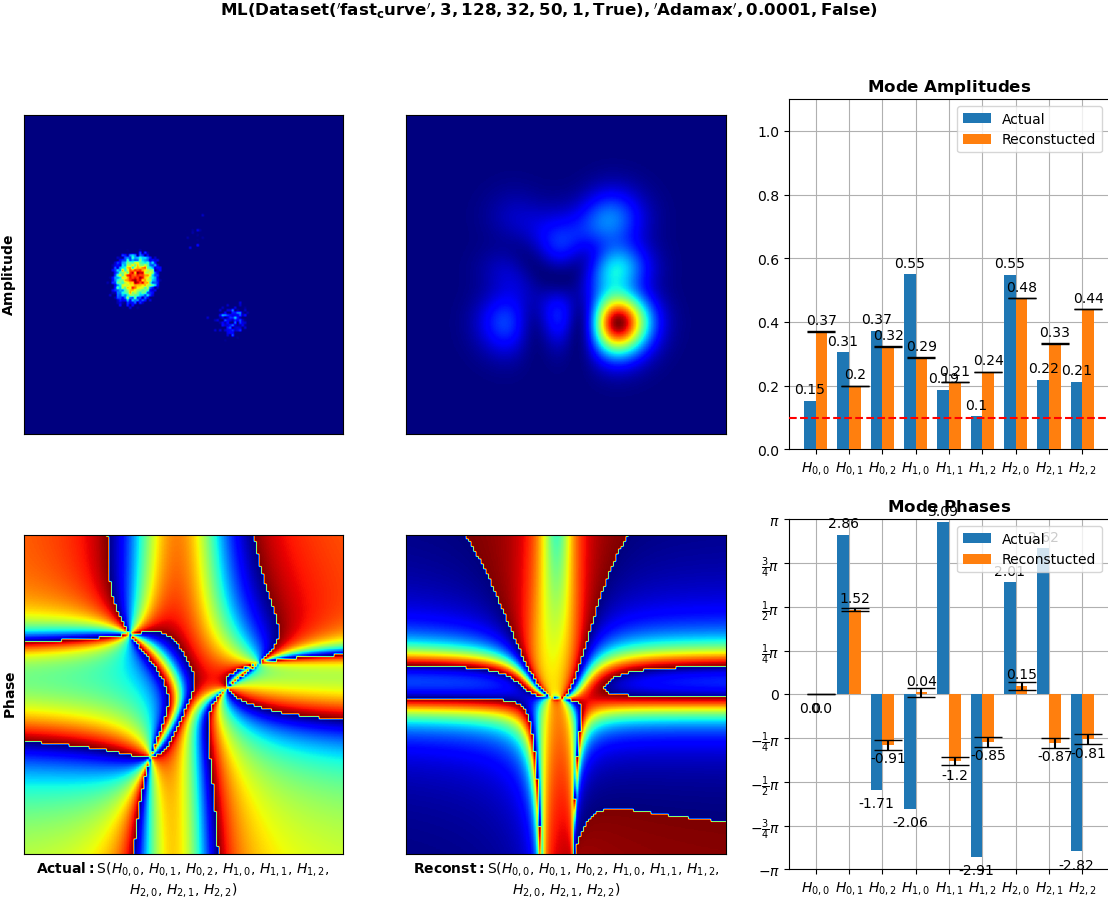 ML(Dataset('fast_curve', 3, 128, 32, 50, 1, True), 'Adamax', 0.0001, False)
Mode Amplitudes
Actual
Reconstucted
1.0
0.8
0.6
0.4
0.2
0.0
0.15
0.37
0.31
0.2
0.37
0.32
0.55
0.29
0.19
0.21
0.1
0.24
0.55
0.48
0.22
0.33
0.21
0.44
H0,0 H0,1 H0,2 H1,0 H1,1 H1,2 H2,0 H2,1 H2,2
Amplitude
Mode Phases
Actual
Reconstucted
π
3/4π
1/2π
1/4π
0
−1/4π
−1/2π
−3/4π
−π
0.0
0.0
2.86
1.52
-1.71
-0.91
-2.06
0.04
3.09
-1.2
-2.91
-0.85
2.01
0.15
2.62
-0.87
-2.82
-0.81
H0,0 H0,1 H0,2 H1,0 H1,1 H1,2 H2,0 H2,1 H2,2
Phase
Actual: S(H0,0, H0,1, H0,2, H1,0, H1,1, H1,2,
H2,0, H2,1, H2,2)
Reconst: S(H0,0, H0,1, H0,2, H1,0, H1,1, H1,2,
H2,0, H2,1, H2,2)